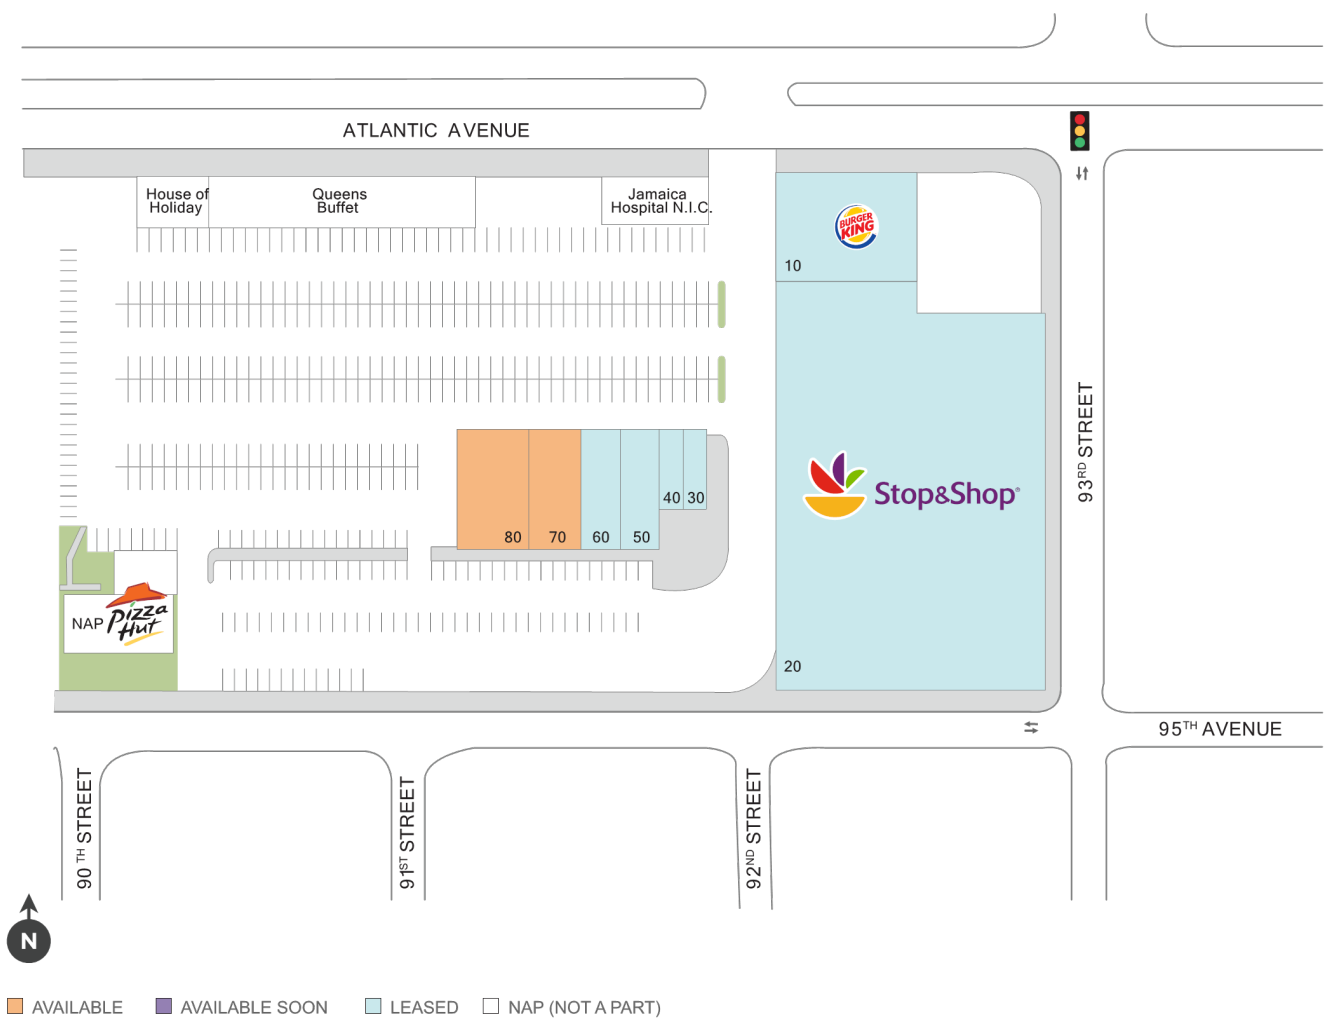 ATLANTIC AVENUE
House of
Holiday
Queens
Buffet
Jamaica
Hospital N.I.C.
BURGER
KING
10
93RD STREET
Stop&Shop®
40 30
80 70 60 50
NAP Pizza
Hut
20
95TH AVENUE
90 TH STREET
91ST STREET
92ND STREET
N
AVAILABLE
AVAILABLE SOON
LEASED
NAP (NOT A PART)